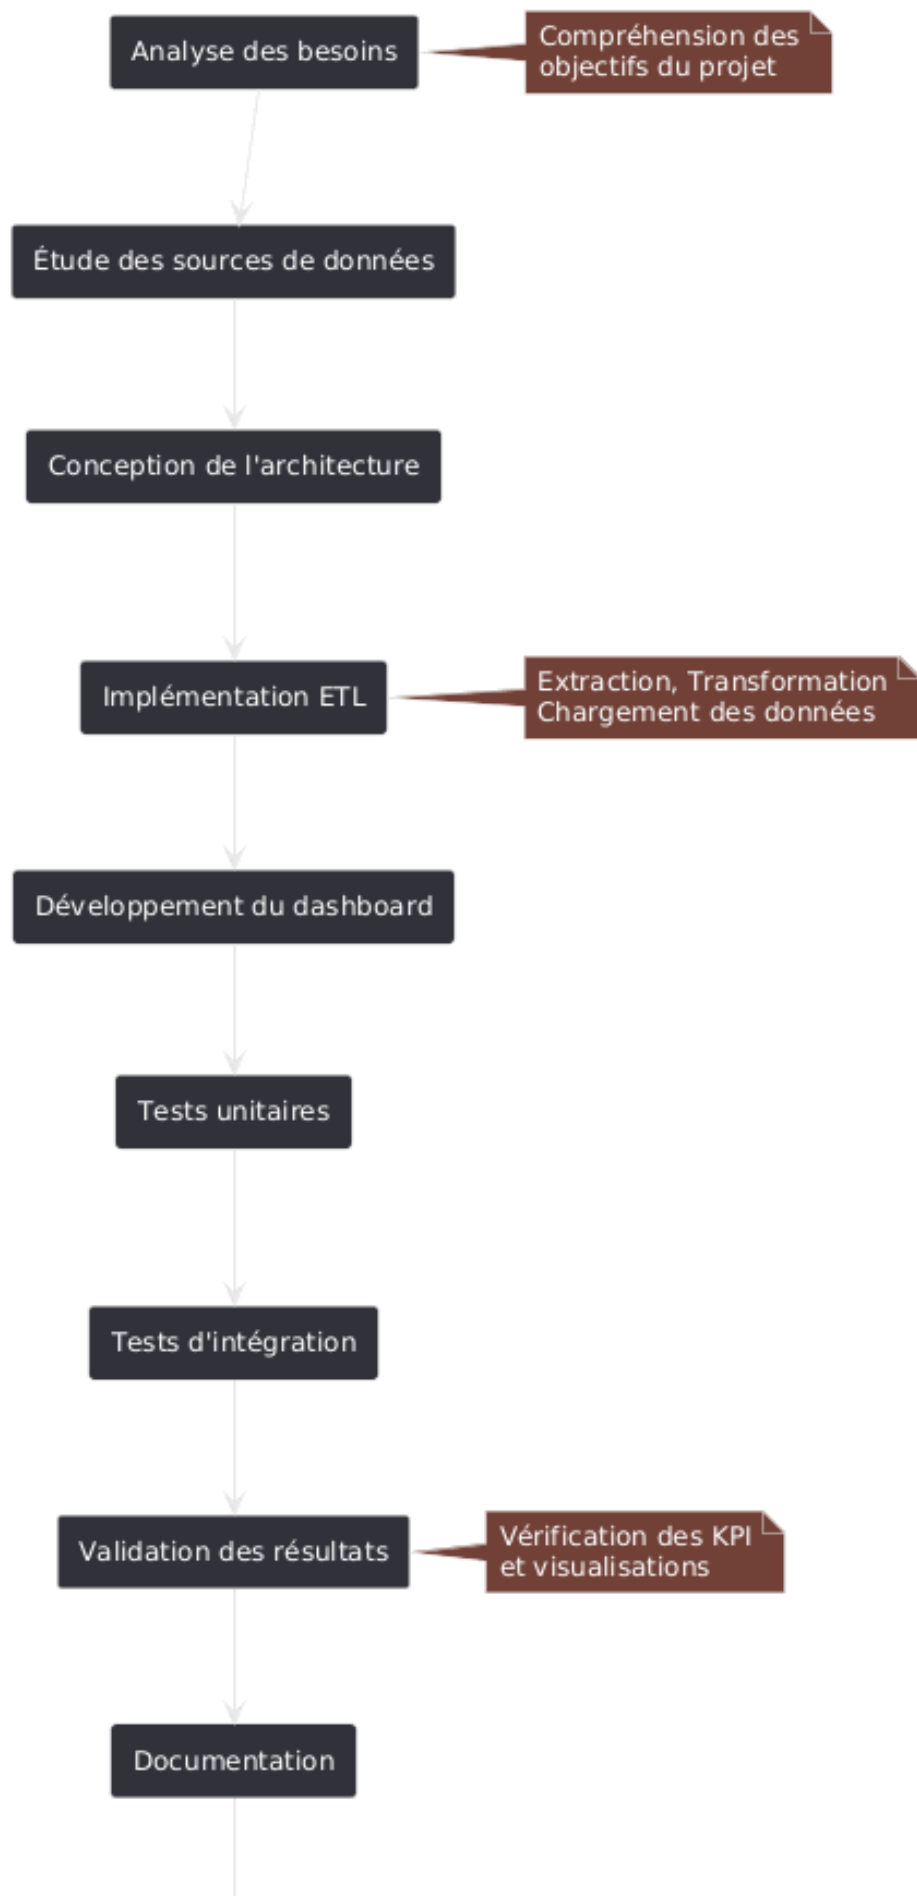 Analyse des besoins
Compréhension des
objectifs du projet
Étude des sources de données
Conception de l'architecture
Implémentation ETL
Extraction, Transformation
Chargement des données
Développement du dashboard
Tests unitaires
Tests d'intégration
Validation des résultats
Vérification des KPI
et visualisations
Documentation